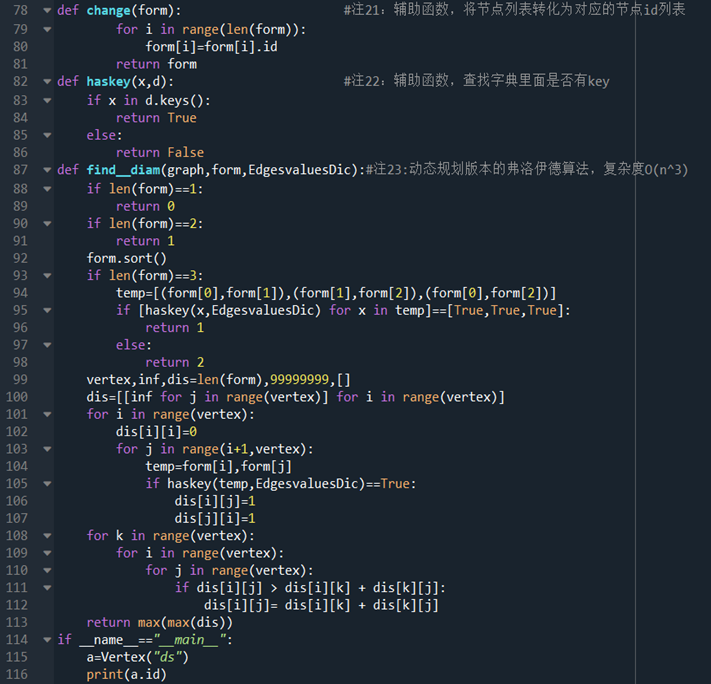 78 def change(form): #注21：辅助函数，将节点列表转化为对应的节点id列表
79 for i in range(len(form)):
80 form[i]=form[i].id
81 return form
82 def haskey(x,d): #注22：辅助函数，查找字典里面是否有key
83 if x in d.keys():
84 return True
85 else:
86 return False
87 def find__diam(graph,form,EdgesvaluesDic):#注23:动态规划版本的弗洛伊德算法，复杂度O(n^3)
88 if len(form)==1:
89 return 0
90 if len(form)==2:
91 return 1
92 form.sort()
93 if len(form)==3:
94 temp=[(form[0],form[1]),(form[1],form[2]),(form[0],form[2])]
95 if [haskey(x,EdgesvaluesDic) for x in temp]==[True,True,True]:
96 return 1
97 else:
98 return 2
99 vertex,inf,dis=len(form),99999999,[]
100 dis=[[inf for j in range(vertex)] for i in range(vertex)]
101 for i in range(vertex):
102 dis[i][i]=0
103 for j in range(i+1,vertex):
104 temp=form[i],form[j]
105 if haskey(temp,EdgesvaluesDic)==True:
106 dis[i][j]=1
107 dis[j][i]=1
108 for k in range(vertex):
109 for i in range(vertex):
110 for j in range(vertex):
111 if dis[i][j] > dis[i][k] + dis[k][j]:
112 dis[i][j]= dis[i][k] + dis[k][j]
113 return max(max(dis))
114 if __name__=="__main__":
115 a=Vertex("ds")
116 print(a.id)